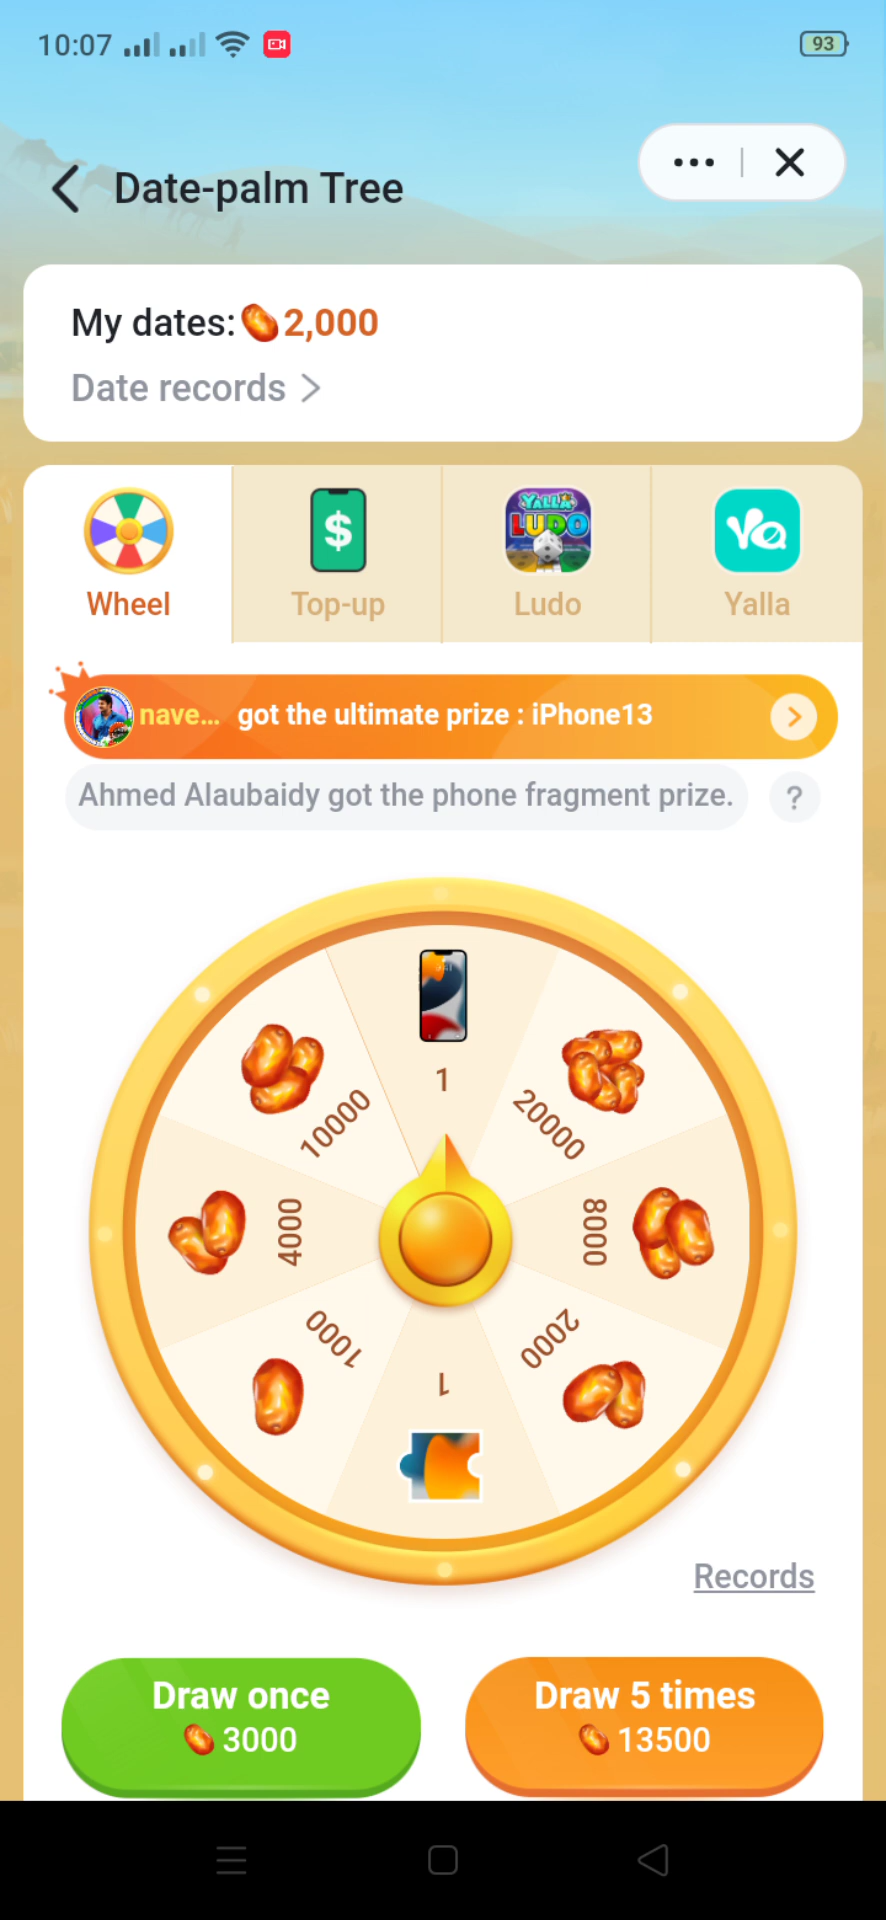 10:07
93
Date-palm Tree
My dates: 2,000
Date records
Wheel
Top-up
YALLA LUDO
Ludo
Ya
Yalla
nave... got the ultimate prize : iPhone13
Ahmed Alaubaidy got the phone fragment prize.
?
1
20000
8000
2000
1
1000
4000
10000
Records
Draw once
3000
Draw 5 times
13500